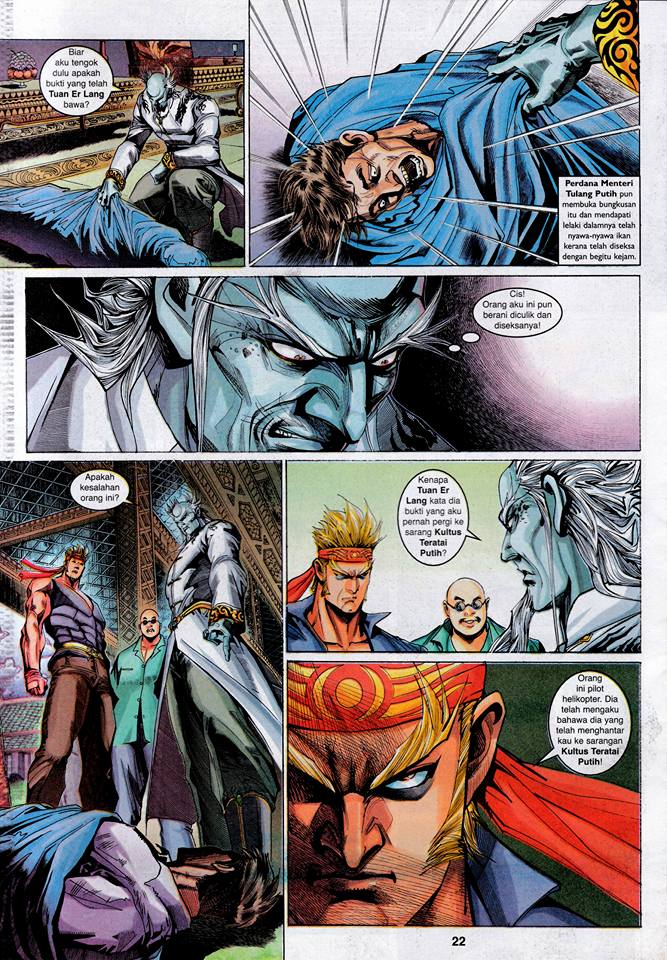 Biar
aku tengok
dulu apakah
bukti yang telah
Tuan Er Lang
bawa?
Perdana Menteri
Tulang Putih pun
membuka bungkusan
itu dan mendapati
lelaki dalamnya telah
nyawa-nyawa ikan
kerana telah diseksa
dengan begitu kejam.
Cis!
Orang aku ini pun
berani diculik dan
diseksanya!
Apakah
kesalahan
orang ini?
Kenapa
Tuan Er
Lang kata dia
bukti yang aku
pernah pergi ke
sarang Kultus
Teratai
Putih?
Orang
ini pilot
helikopter. Dia
telah mengaku
bahawa dia yang
telah menghantar
kau ke sarangan
Kultus Teratai
Putih!
22